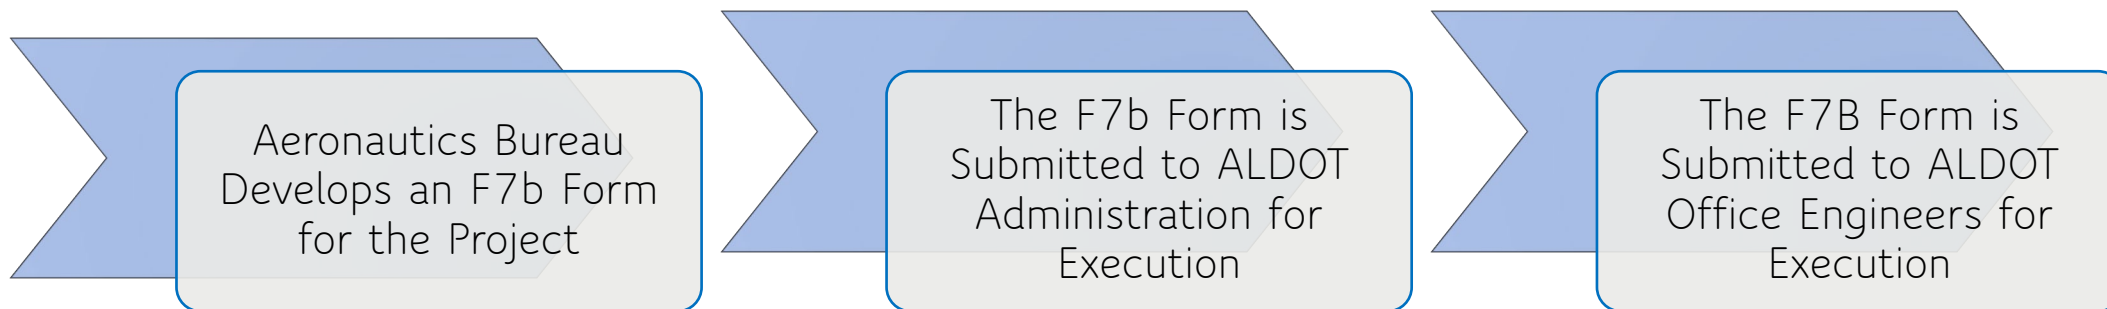 Aeronautics Bureau
Develops an F7b Form
for the Project
The F7b Form is
Submitted to ALDOT
Administration for
Execution
The F7B Form is
Submitted to ALDOT
Office Engineers for
Execution